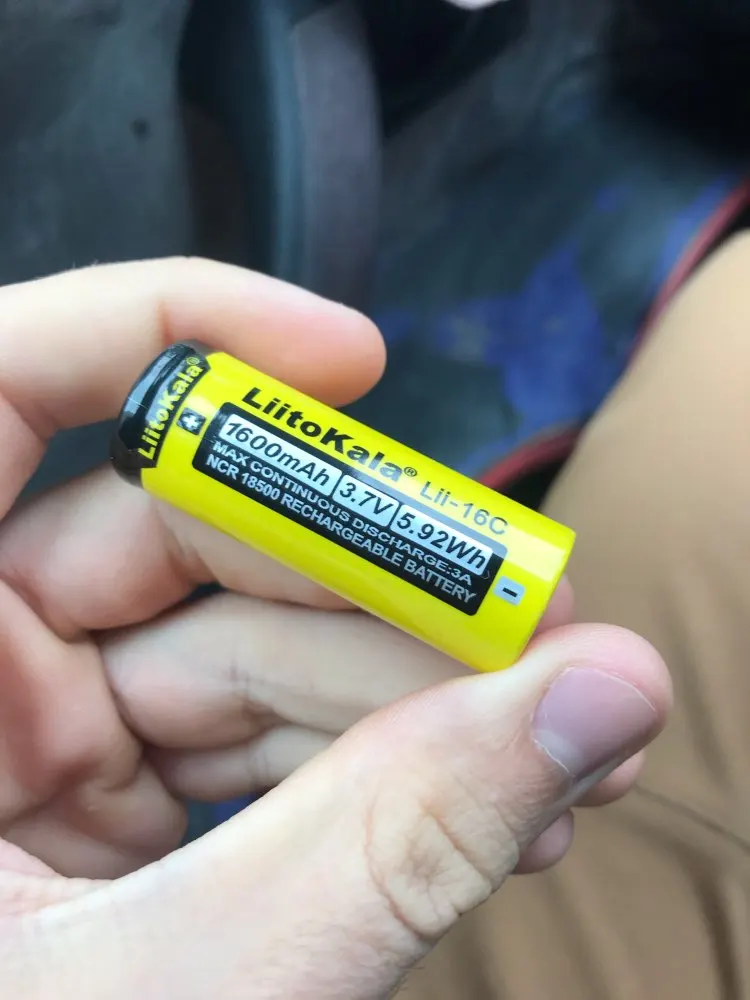 LiitoKala®
+
LiitoKala® Lii-16C
1600mAh 3.7V 5.92Wh
MAX CONTINUOUS DISCHARGE:3A
NCR 18500 RECHARGEABLE BATTERY
-